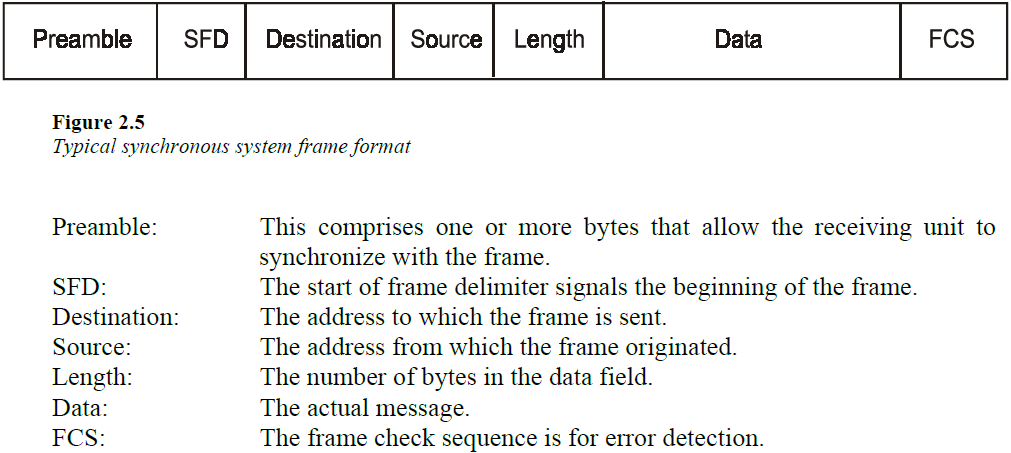 Preamble SFD Destination Source Length Data FCS
Figure 2.5
Typical synchronous system frame format
Preamble: This comprises one or more bytes that allow the receiving unit to
synchronize with the frame.
SFD: The start of frame delimiter signals the beginning of the frame.
Destination: The address to which the frame is sent.
Source: The address from which the frame originated.
Length: The number of bytes in the data field.
Data: The actual message.
FCS: The frame check sequence is for error detection.